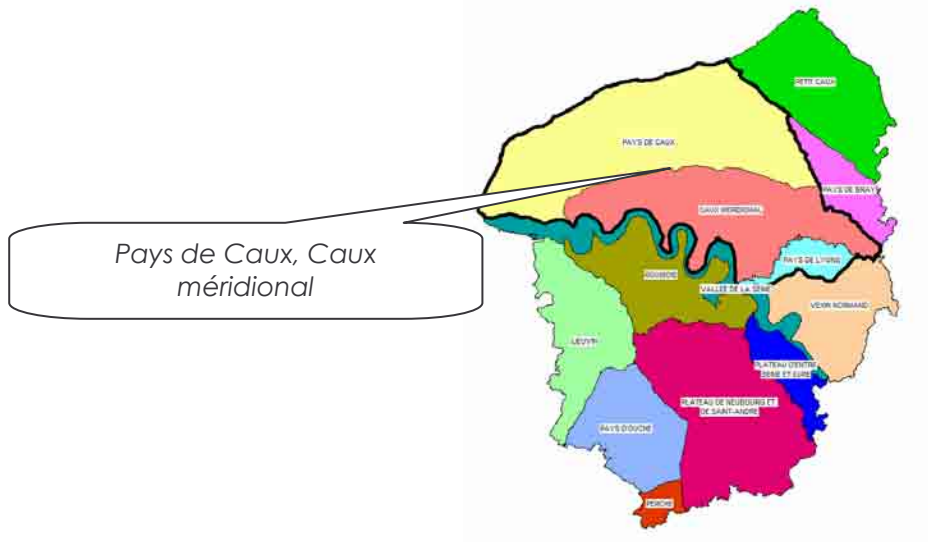 PETIT CAUX
PAYS DE CAUX
PAYS DE BRAY
CAUX MERIDIONAL
Pays de Caux, Caux
méridional
PAYS DE LYONS
ROUMOIS
VALLEE DE LA SEINE
VEXIN NORMAND
LIEUVIN
PLATEAU D'ENTRE
SEINE ET EURE
PLATEAU DE NEUBOURG ET
DE SAINT-ANDRE
PAYS D'OUCHE
PERCHE